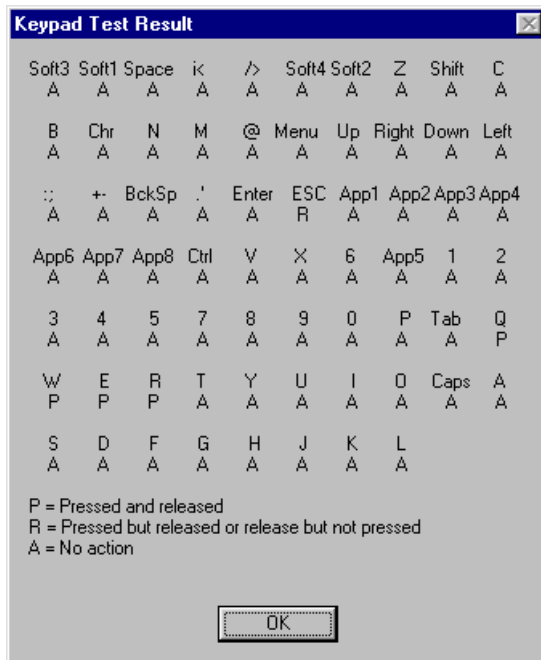 Keypad Test Result
Soft3 Soft1 Space i< /> Soft4 Soft2 Z Shift C
A A A A A A A A A A
B Chr N M @ Menu Up Right Down Left
A A A A A A A A A A
:; +- BckSp .' Enter ESC App1 App2 App3 App4
A A A A A R A A A A
App6 App7 App8 Ctrl V X 6 App5 1 2
A A A A A A A A A A
3 4 5 7 8 9 0 P Tab Q
A A A A A A A A A P
W E R T Y U I O Caps A
P P P A A A A A A A
S D F G H J K L
A A A A A A A A
P = Pressed and released
R = Pressed but released or release but not pressed
A = No action
OK